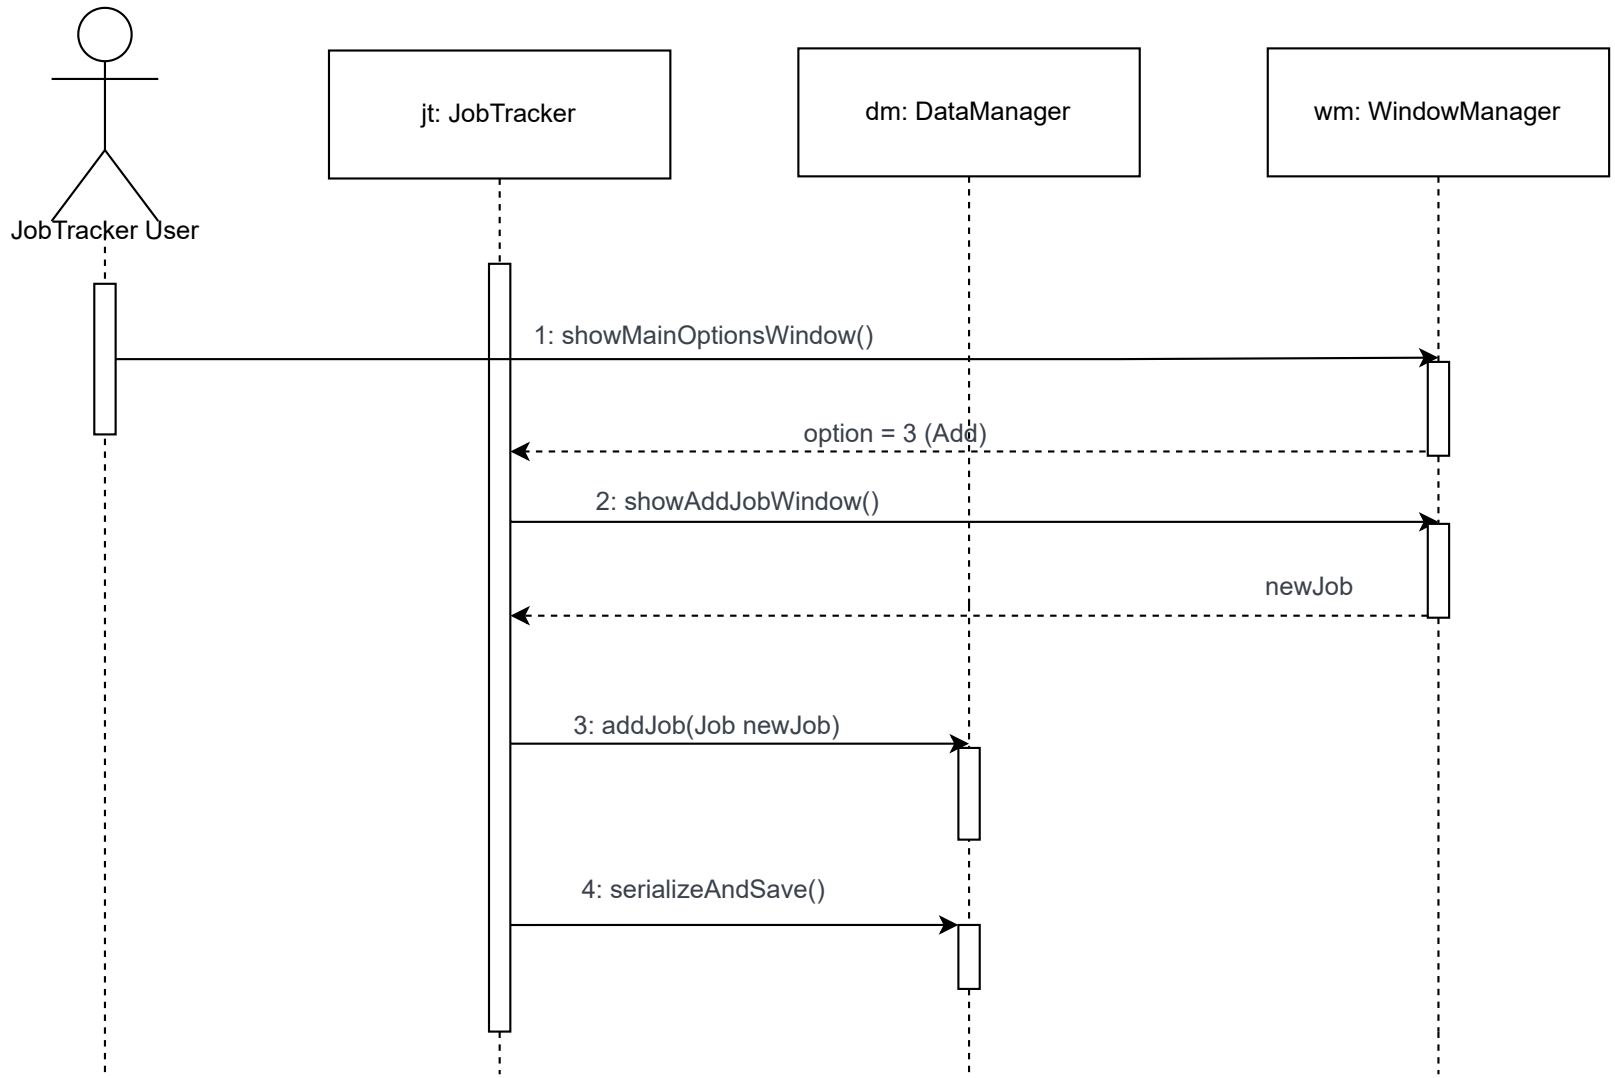 JobTracker User
jt: JobTracker
dm: DataManager
wm: WindowManager
1: showMainOptionsWindow()
option = 3 (Add)
2: showAddJobWindow()
newJob
3: addJob(Job newJob)
4: serializeAndSave()